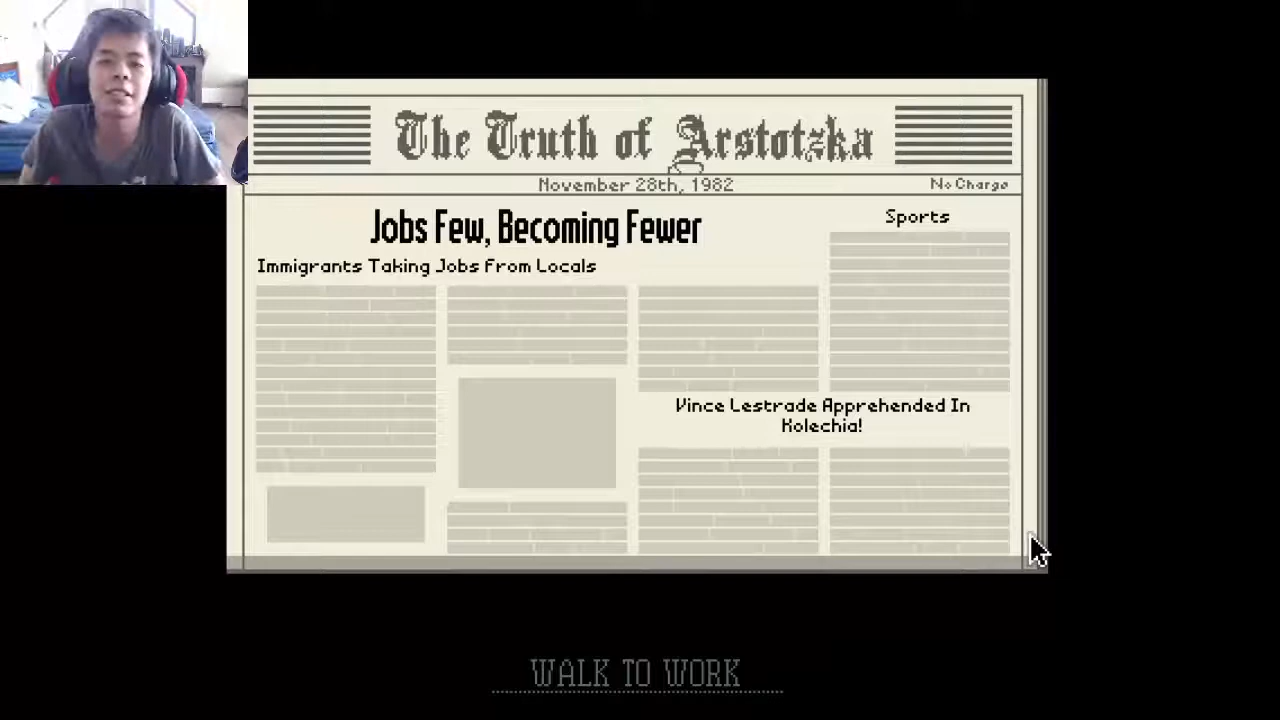 The Truth of Arstotzka
November 28th, 1982
No Charge
Jobs Few, Becoming Fewer
Immigrants Taking Jobs From Locals
Sports
Vince Lestrade Apprehended In
Kolechia!
WALK TO WORK